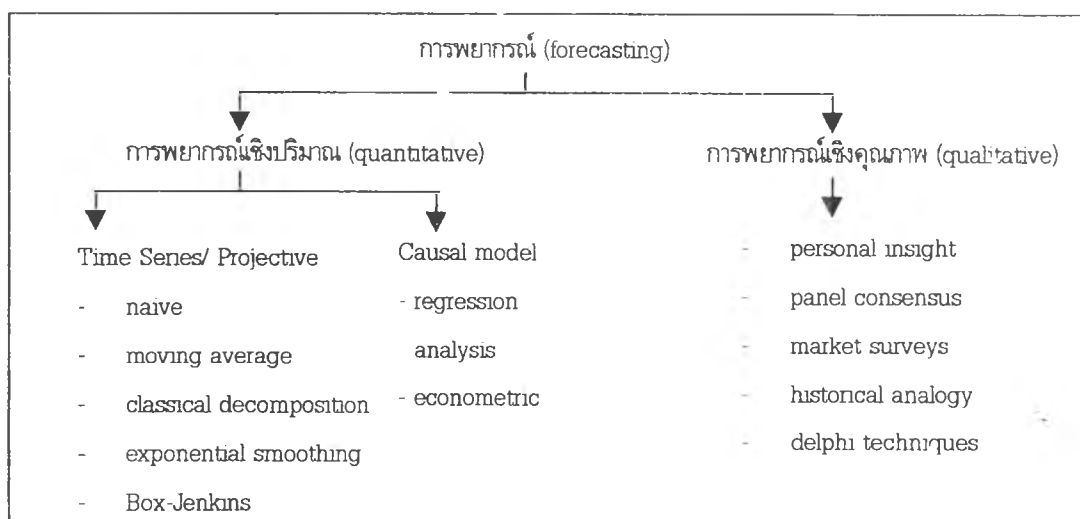 การพยากรณ์ (forecasting)
การพยากรณ์เชิงปริมาณ (quantitative)
การพยากรณ์เชิงคุณภาพ (qualitative)
Time Series/ Projective
- naive
- moving average
- classical decomposition
- exponential smoothing
- Box-Jenkins
Causal model
- regression
analysis
- econometric
- personal insight
- panel consensus
- market surveys
- historical analogy
- delphi techniques